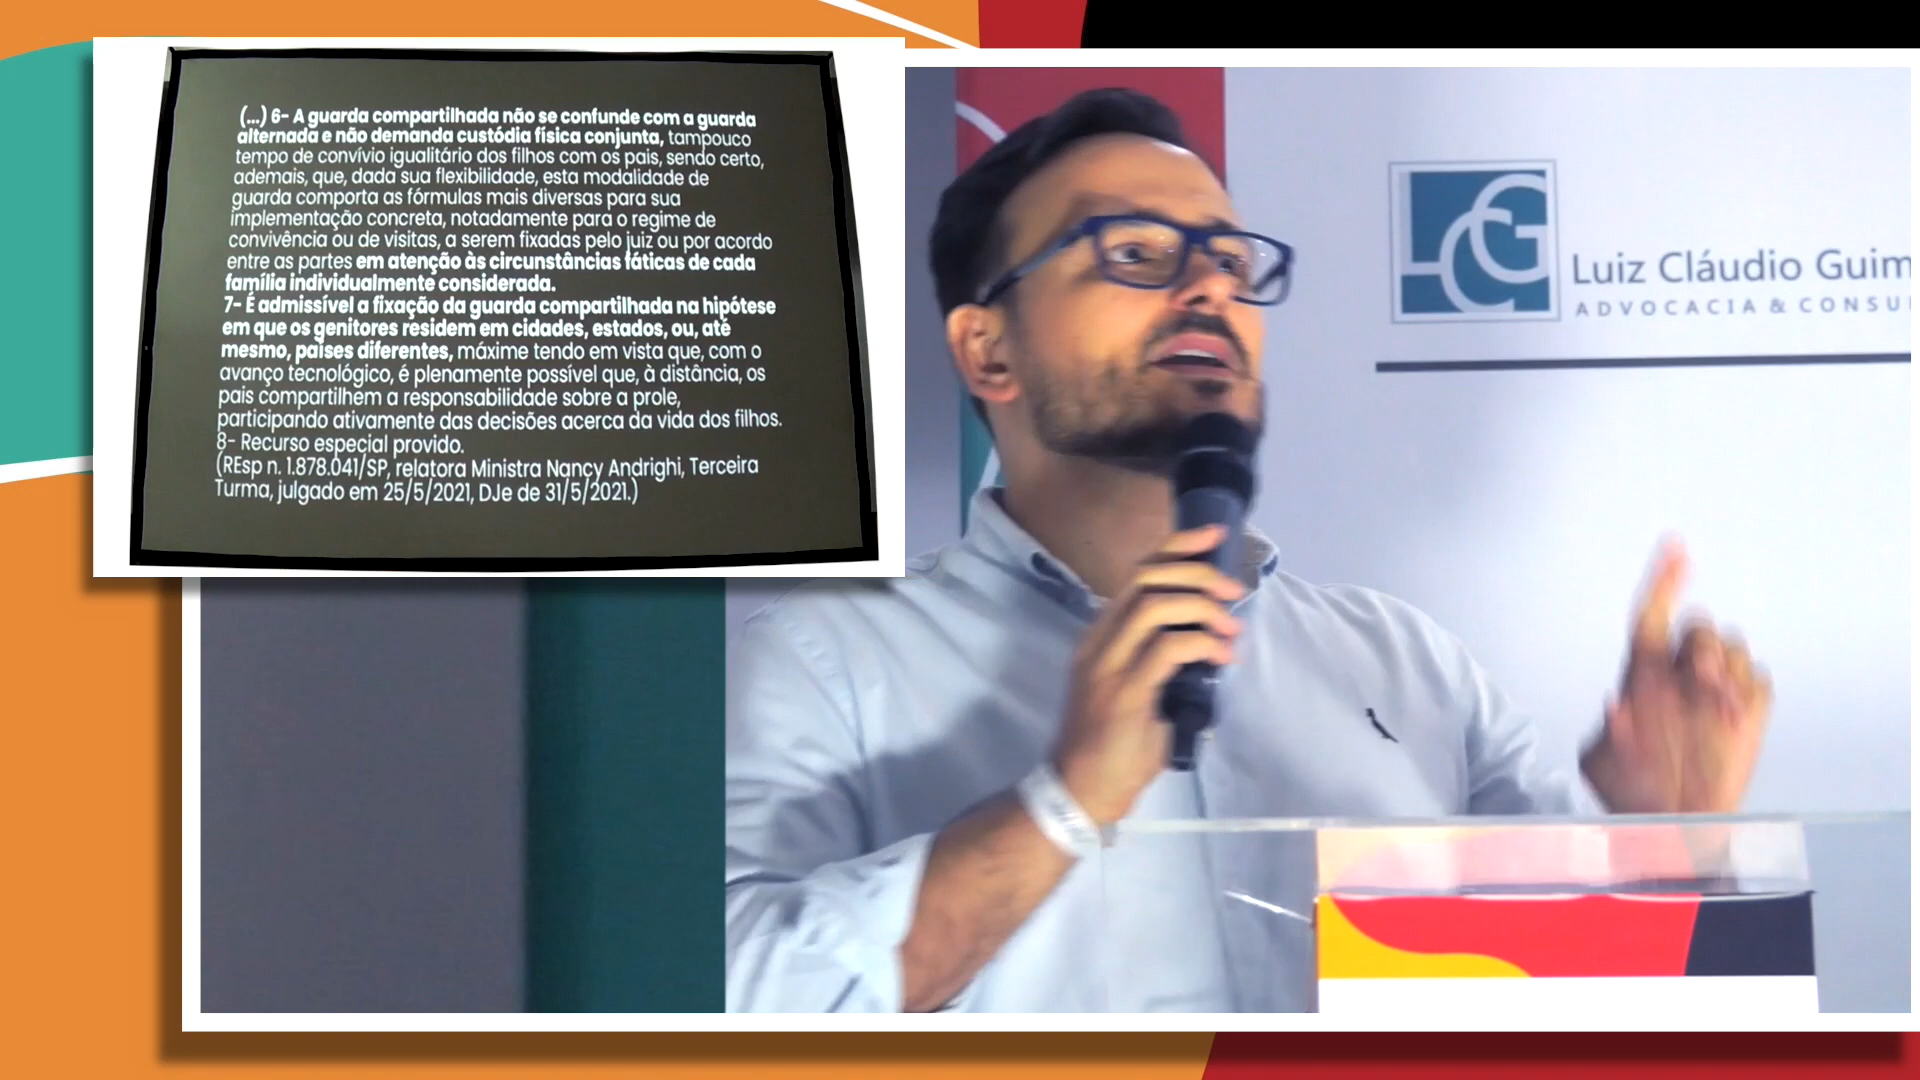 (...) 6- A guarda compartilhada não se confunde com a guarda
alternada e não demanda custódia física conjunta, tampouco
tempo de convívio igualitário dos filhos com os pais, sendo certo,
ademais, que, dada sua flexibilidade, esta modalidade de
guarda comporta as fórmulas mais diversas para sua
implementação concreta, notadamente para o regime de
convivência ou de visitas, a serem fixadas pelo juiz ou por acordo
entre as partes em atenção às circunstâncias fáticas de cada
família individualmente considerada.
7- É admissível a fixação da guarda compartilhada na hipótese
em que os genitores residem em cidades, estados, ou, até
mesmo, países diferentes, máxime tendo em vista que, com o
avanço tecnológico, é plenamente possível que, à distância, os
pais compartilhem a responsabilidade sobre a prole,
participando ativamente das decisões acerca da vida dos filhos.
8- Recurso especial provido.
(REsp n. 1.878.041/SP, relatora Ministra Nancy Andrighi, Terceira
Turma, julgado em 25/5/2021, DJe de 31/5/2021.)
LCG
Luiz Cláudio Guim
ADVOCACIA & CONSU